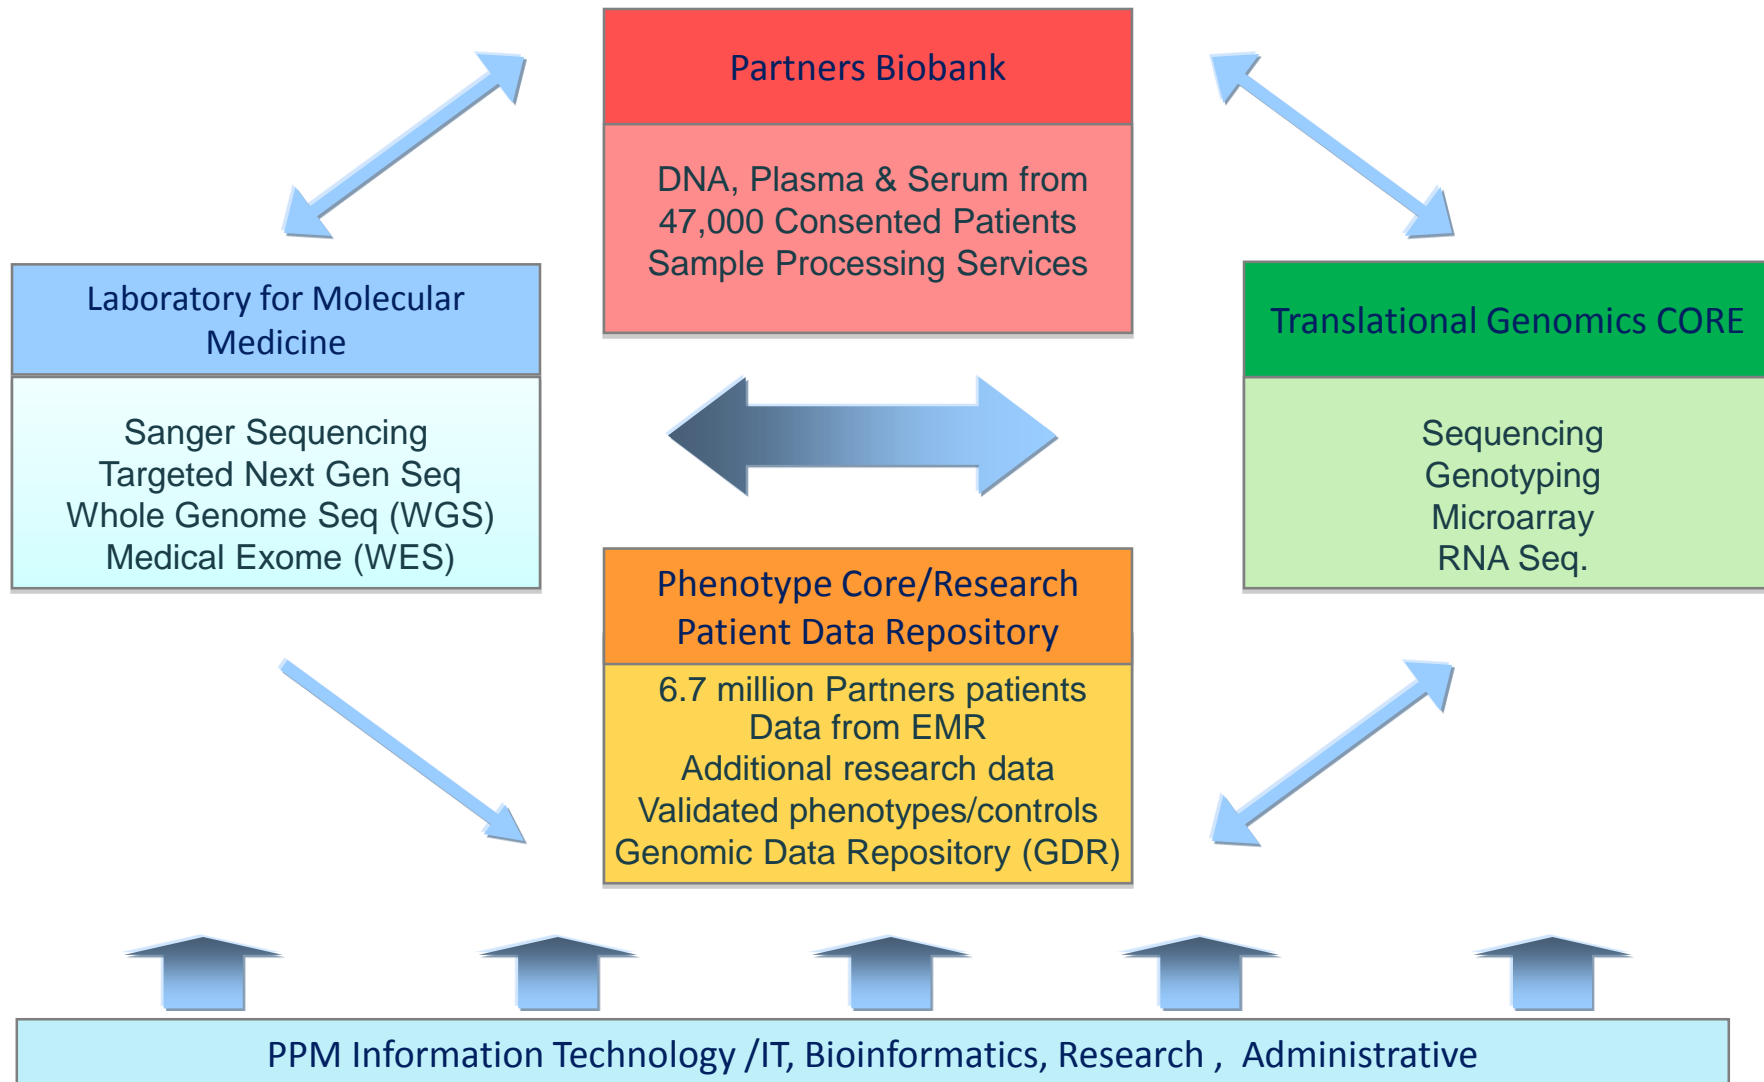 Partners Biobank
DNA, Plasma & Serum from
47,000 Consented Patients
Sample Processing Services
Laboratory for Molecular
Medicine
Sanger Sequencing
Targeted Next Gen Seq
Whole Genome Seq (WGS)
Medical Exome (WES)
Translational Genomics CORE
Sequencing
Genotyping
Microarray
RNA Seq.
Phenotype Core/Research
Patient Data Repository
6.7 million Partners patients
Data from EMR
Additional research data
Validated phenotypes/controls
Genomic Data Repository (GDR)
PPM Information Technology /IT, Bioinformatics, Research , Administrative